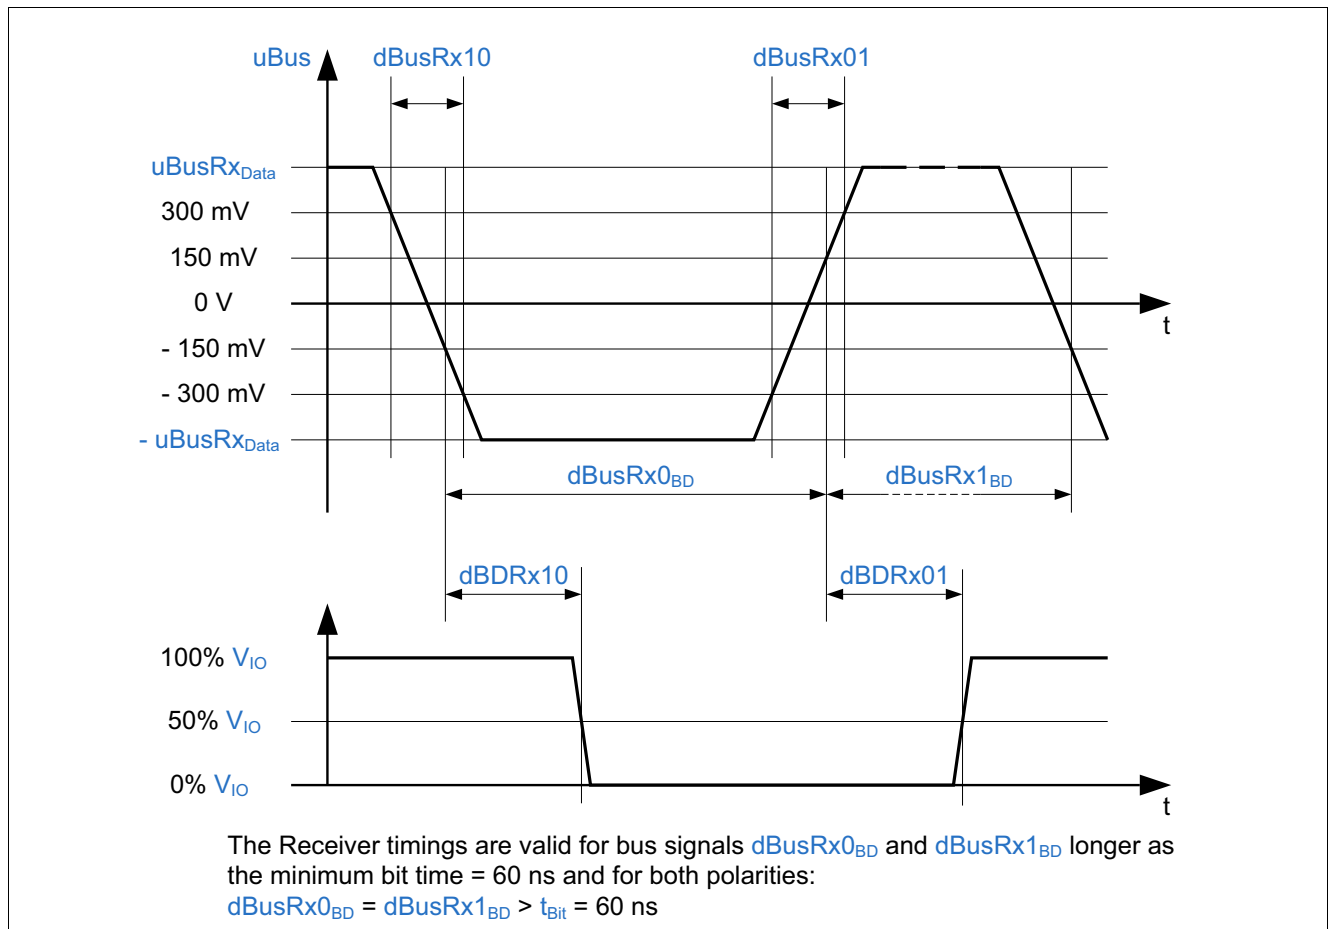 uBus dBusRx10 dBusRx01
uBusRxData
300 mV
150 mV
0 V
t
- 150 mV
- 300 mV
- uBusRxData
dBusRx0BD dBusRx1BD
dBDRx10 dBDRx01
100% VIO
50% VIO
0% VIO
t
The Receiver timings are valid for bus signals dBusRx0BD and dBusRx1BD longer as
the minimum bit time = 60 ns and for both polarities:
dBusRx0BD = dBusRx1BD > tBit = 60 ns